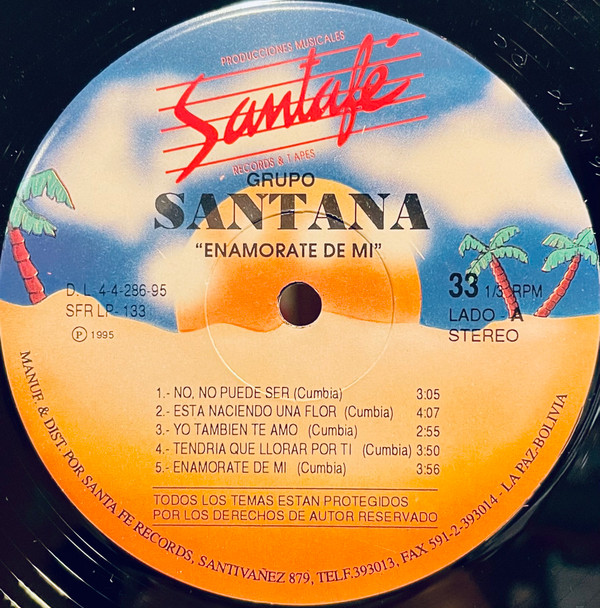 PRODUCCIONES MUSICALES
Santafé
RECORDS & TAPES
GRUPO
SANTANA
"ENAMORATE DE MI"
D. L. 4-4-286-95
SFR LP- 133
Ⓟ 1995
33 1/3 RPM
LADO - A
STEREO
1.- NO, NO PUEDE SER (Cumbia) 3:05
2.- ESTA NACIENDO UNA FLOR (Cumbia) 4:07
3.- YO TAMBIEN TE AMO (Cumbia) 2:55
4.- TENDRIA QUE LLORAR POR TI (Cumbia) 3:50
5.- ENAMORATE DE MI (Cumbia) 3:56
TODOS LOS TEMAS ESTAN PROTEGIDOS
POR LOS DERECHOS DE AUTOR RESERVADO
MANUF. & DIST. POR SANTA FE RECORDS, SANTIVAÑEZ 879, TELF.393013, FAX 591-2-393014 - LA PAZ-BOLIVIA